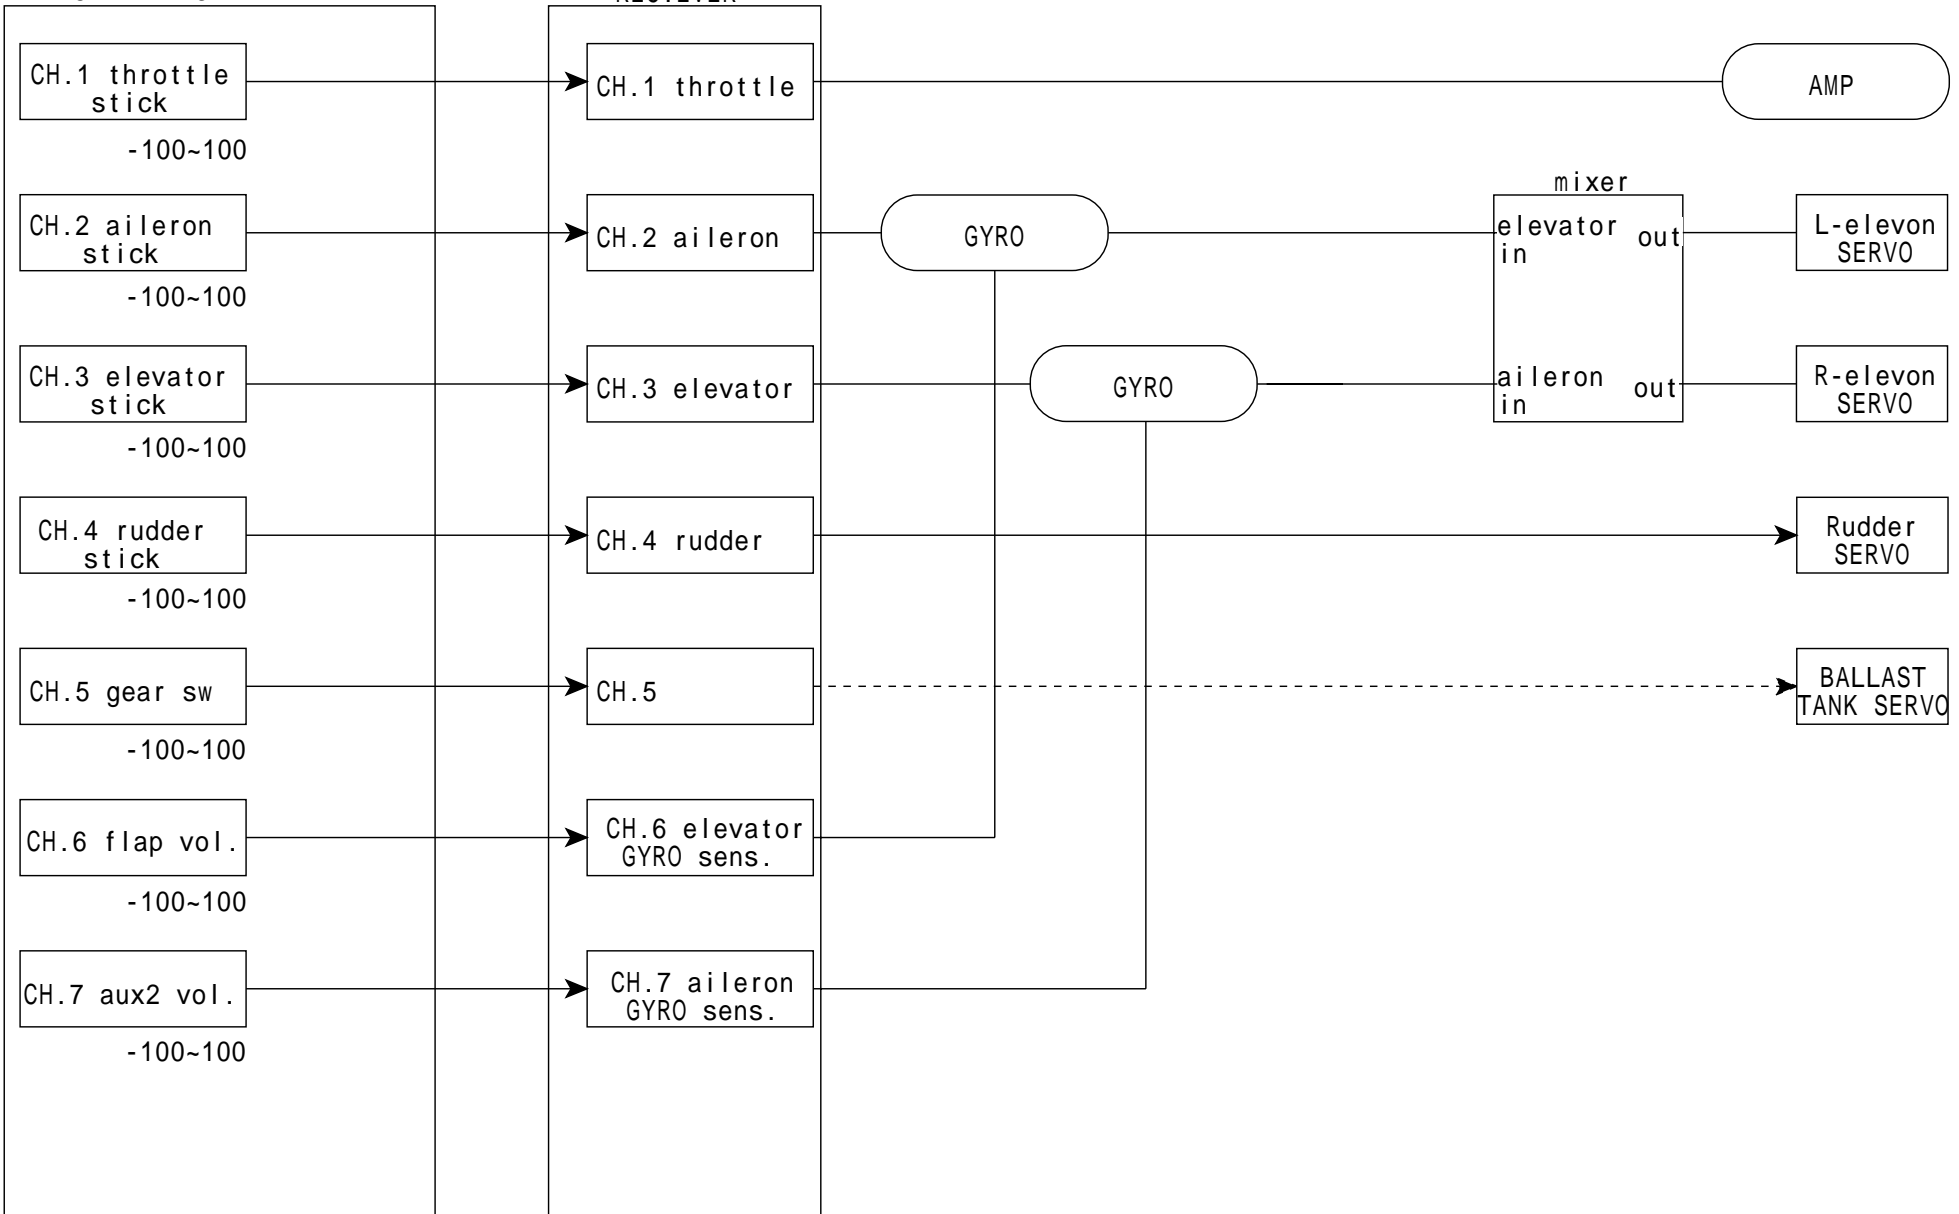 CH.1 throttle
stick
-100~100
CH.1 throttle
AMP
CH.2 aileron
stick
-100~100
CH.2 aileron
GYRO
mixer
elevator
in
out
L-elevon
SERVO
CH.3 elevator
stick
-100~100
CH.3 elevator
GYRO
aileron
in
out
R-elevon
SERVO
CH.4 rudder
stick
-100~100
CH.4 rudder
Rudder
SERVO
CH.5 gear sw
-100~100
CH.5
BALLAST
TANK SERVO
CH.6 flap vol.
-100~100
CH.6 elevator
GYRO sens.
CH.7 aux2 vol.
-100~100
CH.7 aileron
GYRO sens.